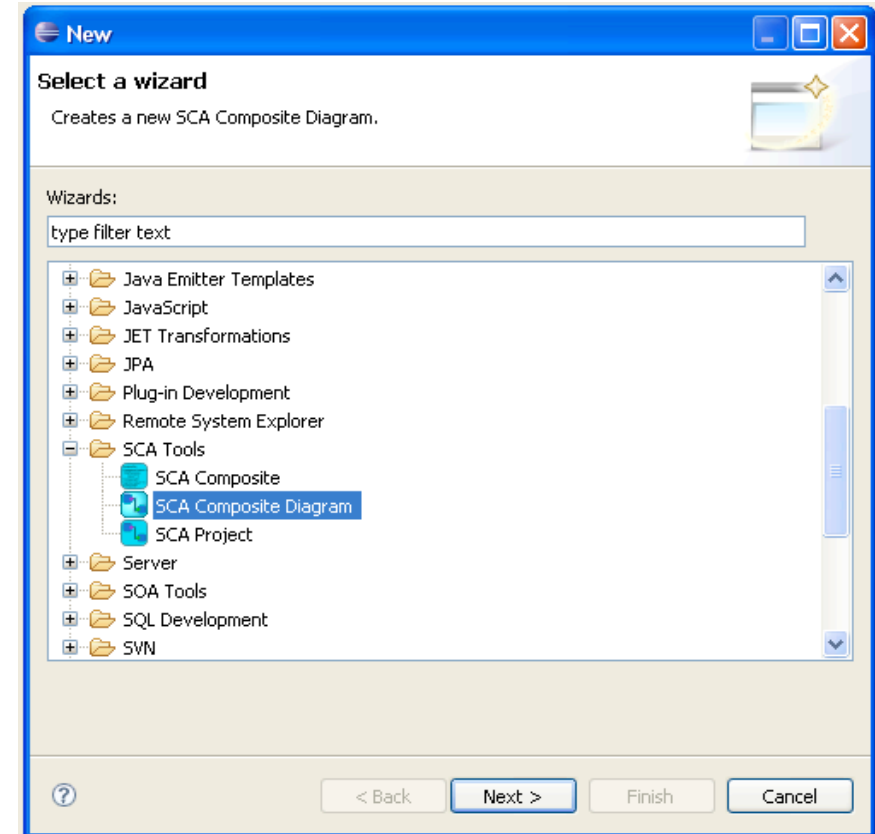 New
Select a wizard
Creates a new SCA Composite Diagram.
Wizards:
type filter text
Java Emitter Templates
JavaScript
JET Transformations
JPA
Plug-in Development
Remote System Explorer
SCA Tools
SCA Composite
SCA Composite Diagram
SCA Project
Server
SOA Tools
SQL Development
SVN
< Back Next > Finish Cancel